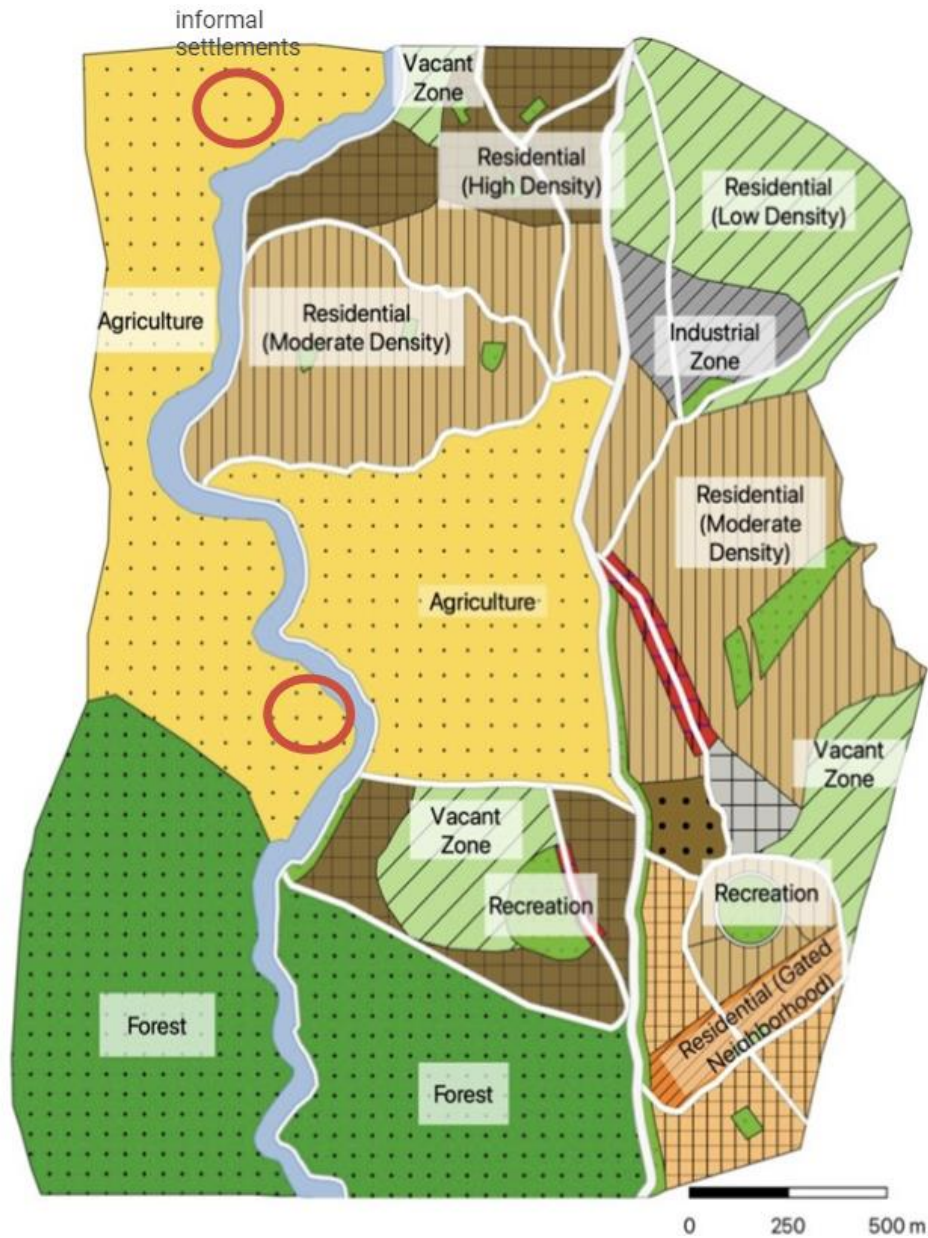 informal
settlements
Vacant
Zone
Residential
(High Density)
Residential
(Low Density)
Agriculture
Residential
(Moderate Density)
Industrial
Zone
Residential
(Moderate
Density)
Agriculture
Vacant
Zone
Vacant
Zone
Recreation
Recreation
Residential (Gated
Neighborhood)
Forest
Forest
0 250 500 m